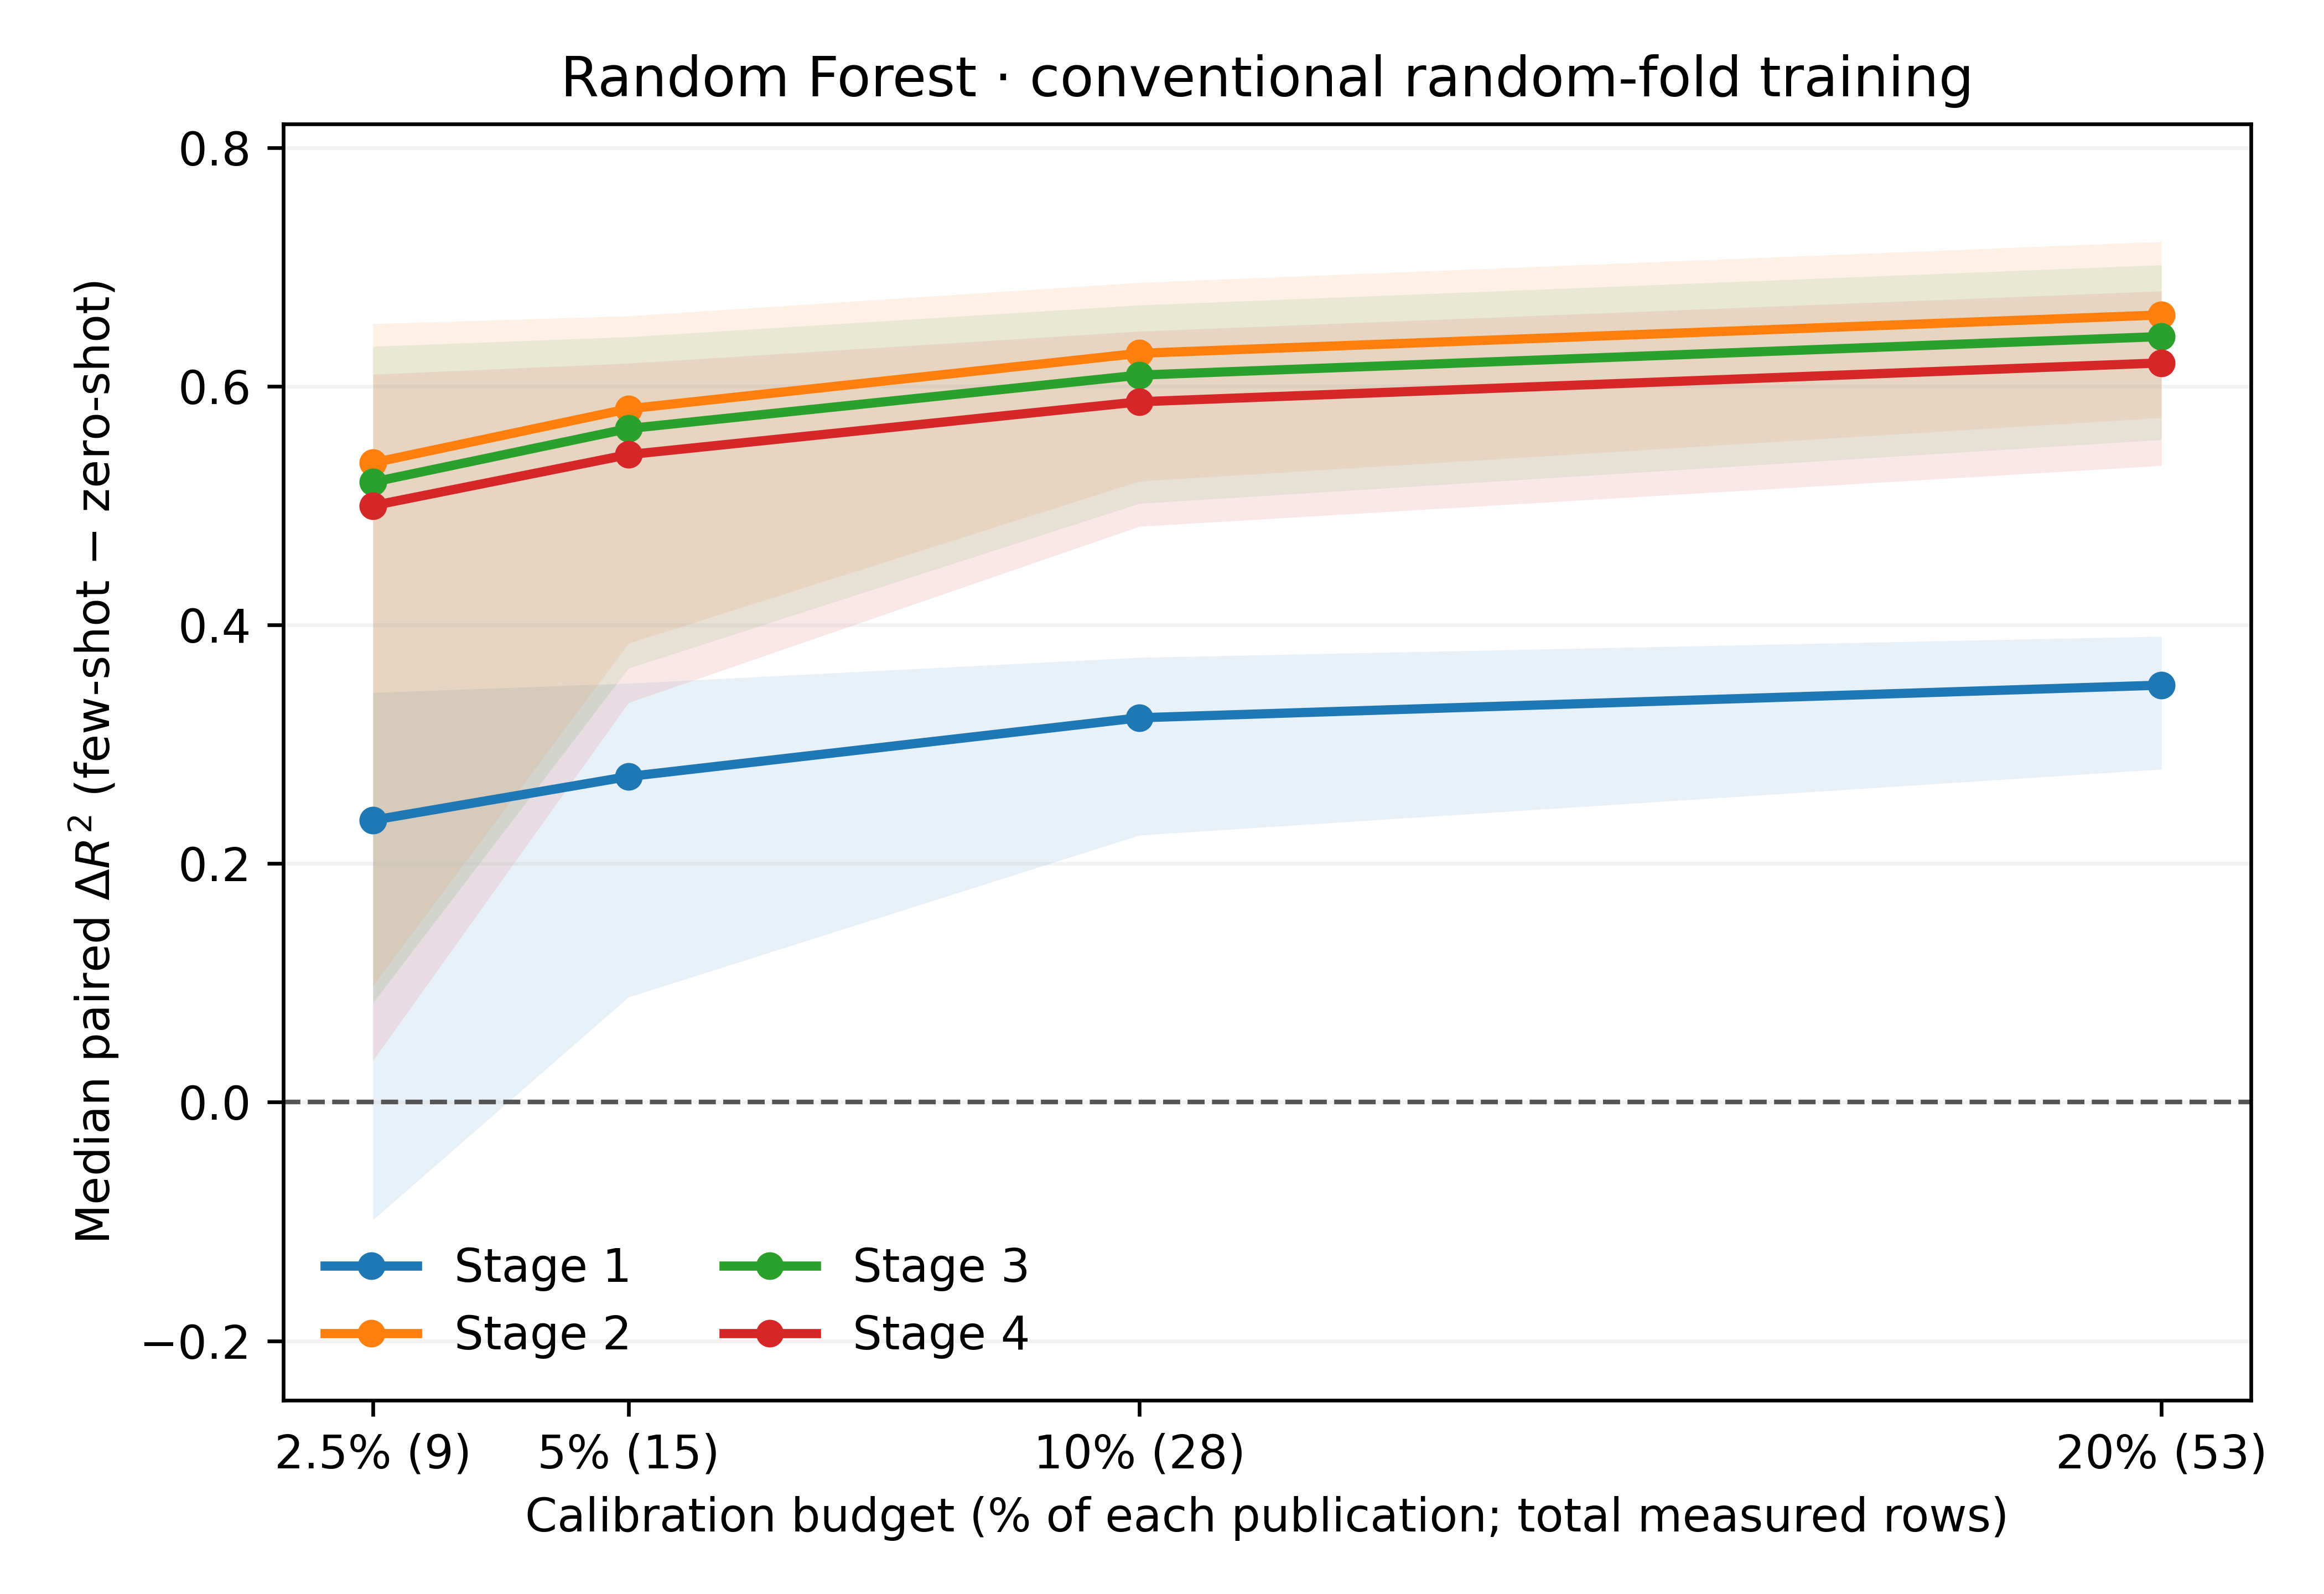 Random Forest · conventional random-fold training
Median paired ΔR² (few-shot − zero-shot)
0.8
0.6
0.4
0.2
0.0
−0.2
Stage 1
Stage 2
Stage 3
Stage 4
2.5% (9)
5% (15)
10% (28)
20% (53)
Calibration budget (% of each publication; total measured rows)